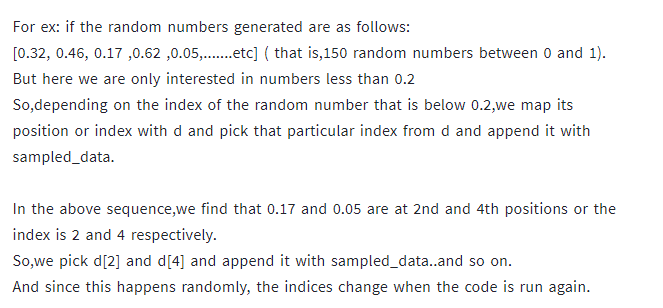 For ex: if the random numbers generated are as follows:
[0.32, 0.46, 0.17 ,0.62 ,0.05,.......etc] ( that is,150 random numbers between 0 and 1).
But here we are only interested in numbers less than 0.2
So,depending on the index of the random number that is below 0.2,we map its
position or index with d and pick that particular index from d and append it with
sampled_data.
In the above sequence,we find that 0.17 and 0.05 are at 2nd and 4th positions or the
index is 2 and 4 respectively.
So,we pick d[2] and d[4] and append it with sampled_data..and so on.
And since this happens randomly, the indices change when the code is run again.